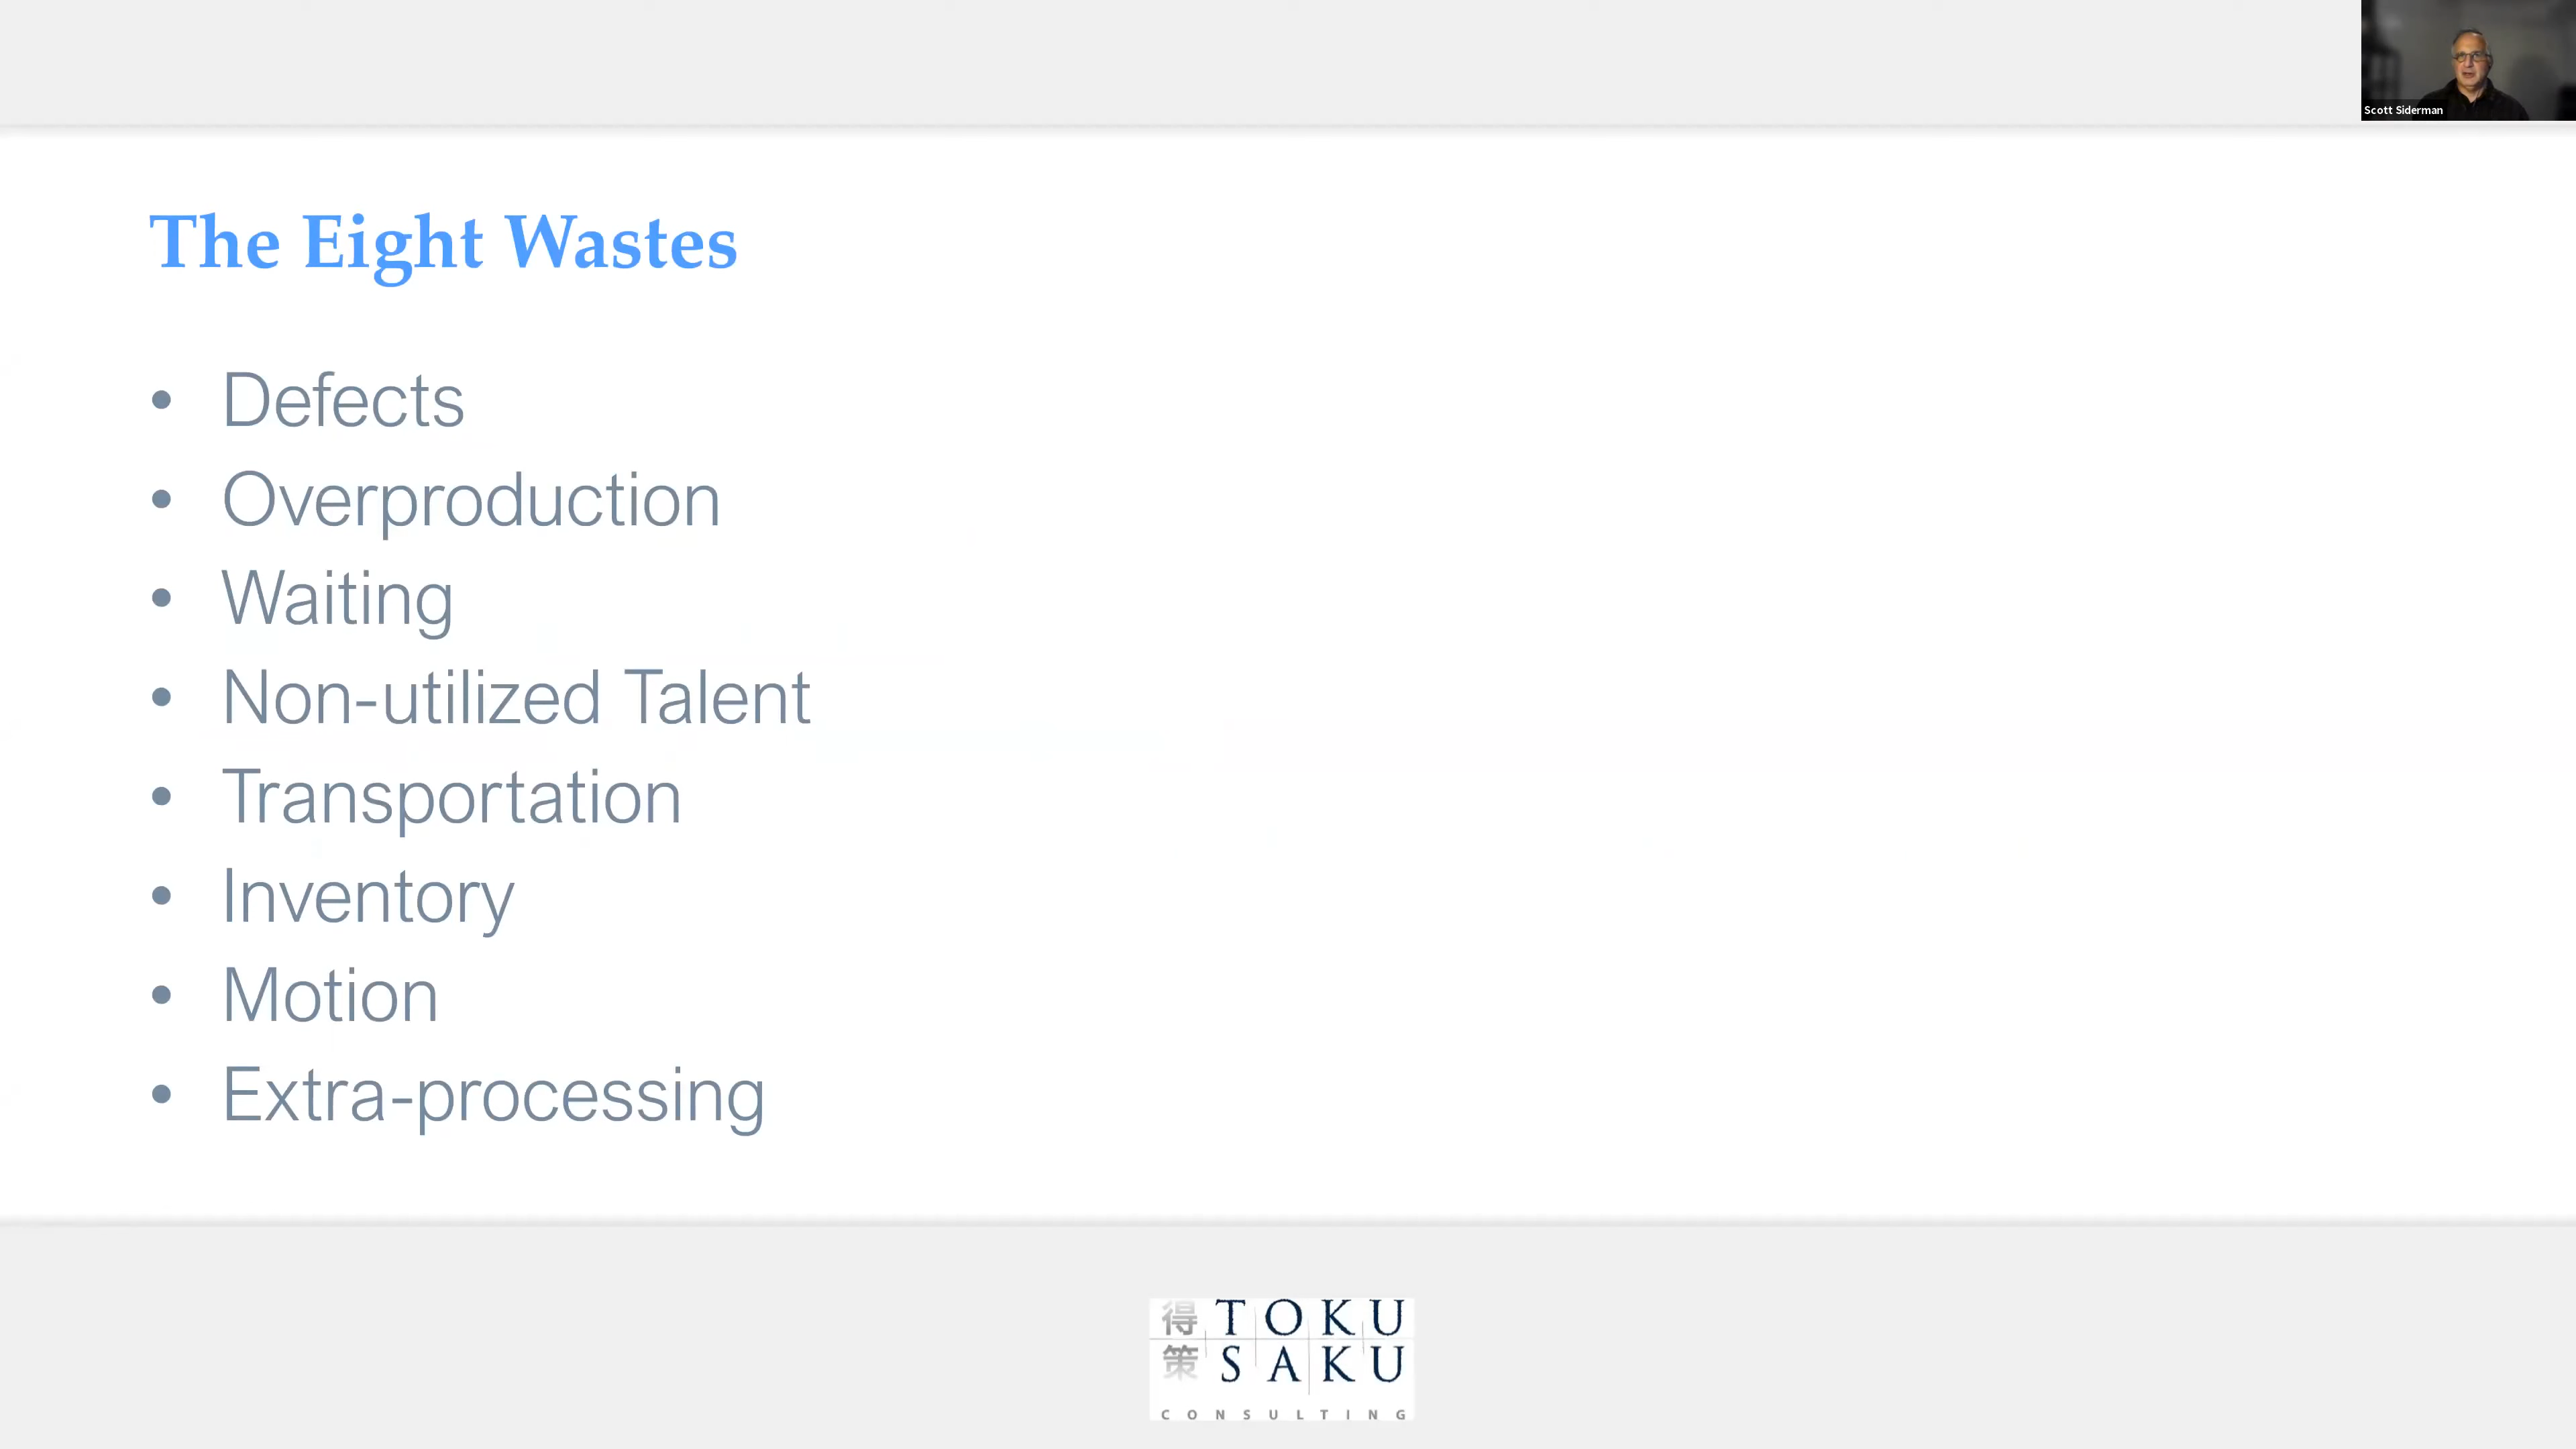 Scott Siderman
The Eight Wastes
• Defects
• Overproduction
• Waiting
• Non-utilized Talent
• Transportation
• Inventory
• Motion
• Extra-processing
得 TOKU
策 SAKU
CONSULTING